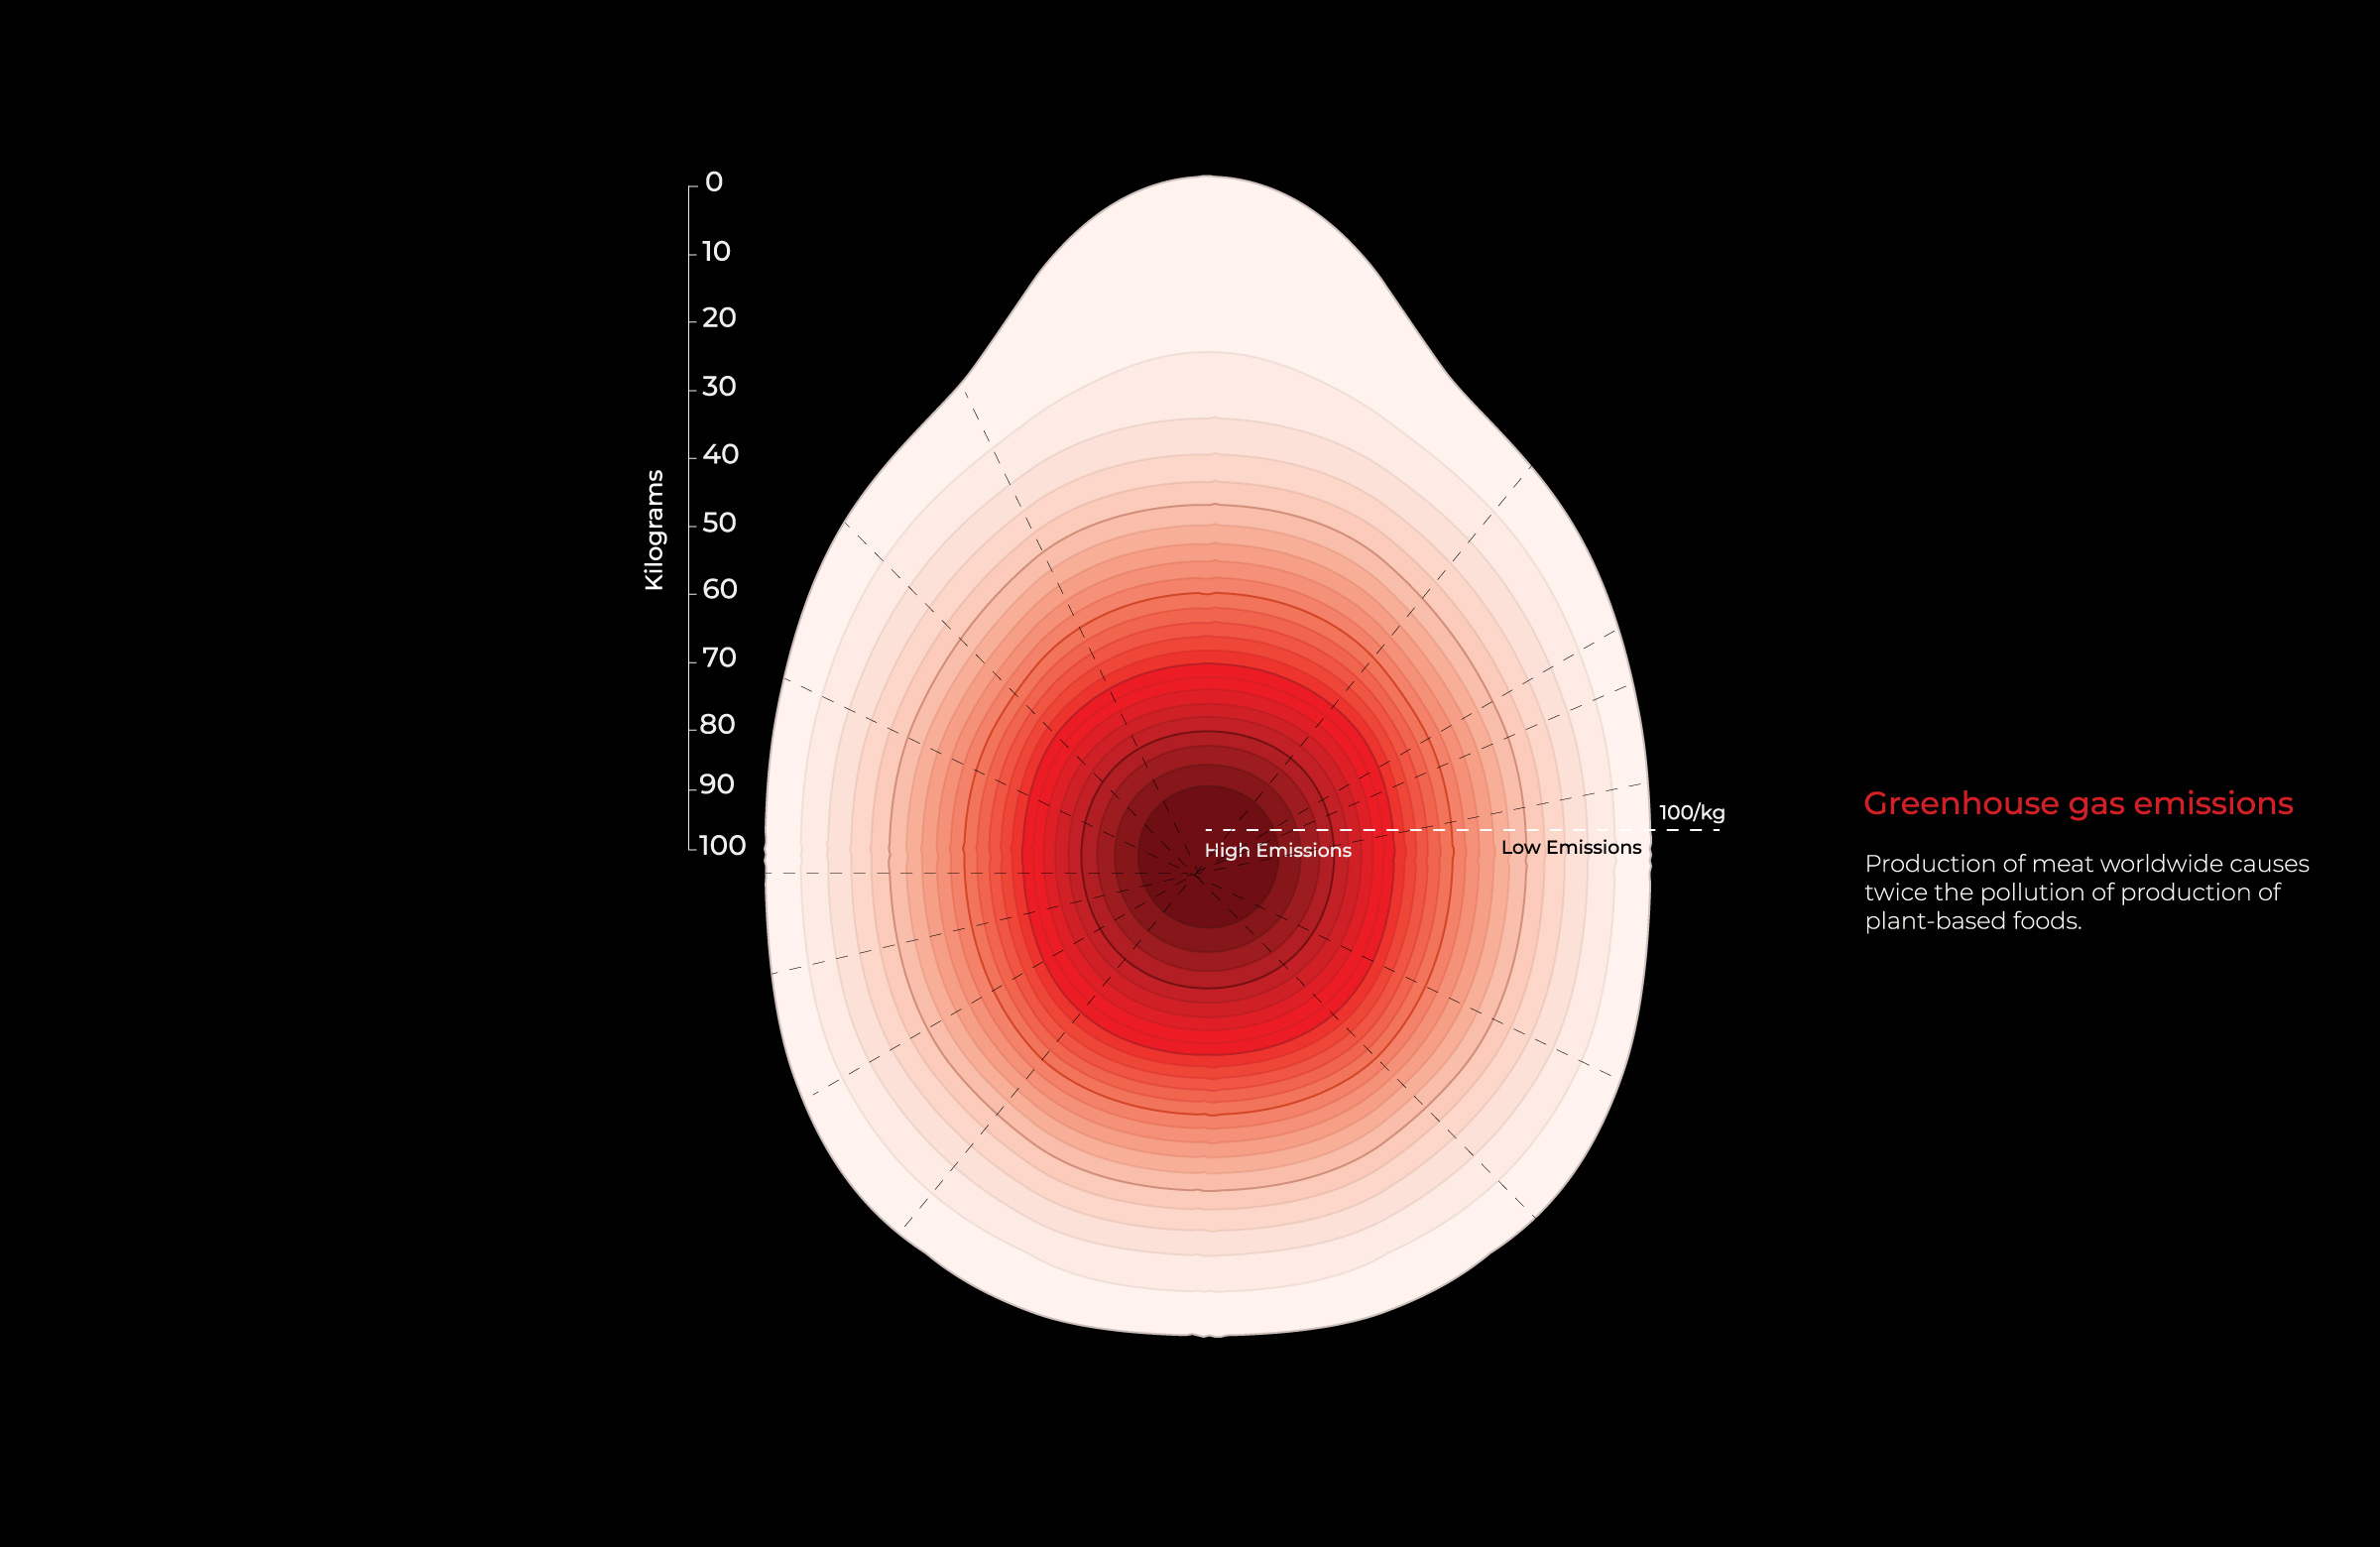 0
10
20
30
40
50
60
70
80
90
100
Kilograms
100/kg
High Emissions
Low Emissions
Greenhouse gas emissions
Production of meat worldwide causes
twice the pollution of production of
plant-based foods.